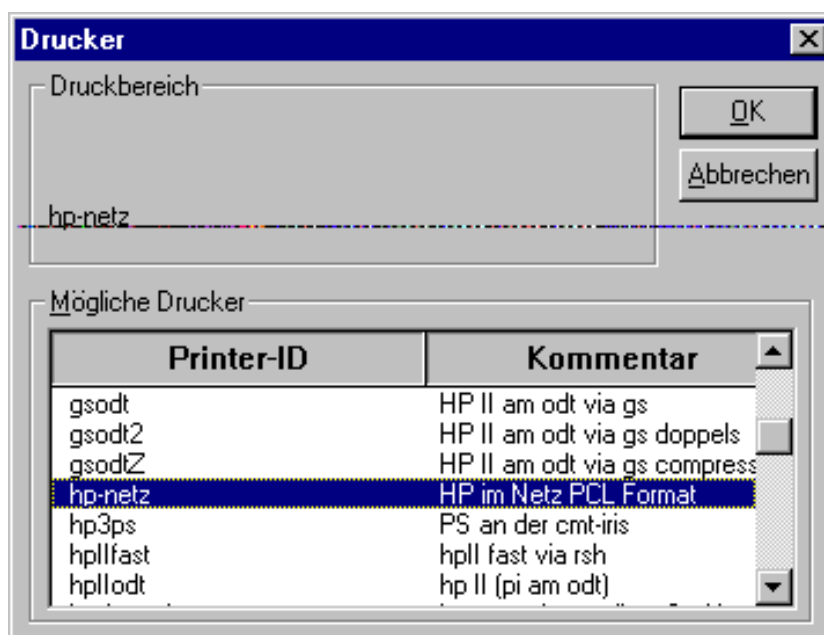 Drucker
Druckbereich
OK
Abbrechen
hp-netz
Mögliche Drucker
Printer-ID Kommentar
gsodt HP II am odt via gs
gsodt2 HP II am odt via gs doppels
gsodtZ HP II am odt via gs compress
hp-netz HP im Netz PCL Format
hp3ps PS an der cmt-iris
hpIIfast hpII fast via rsh
hpIIodt hp II (pi am odt)